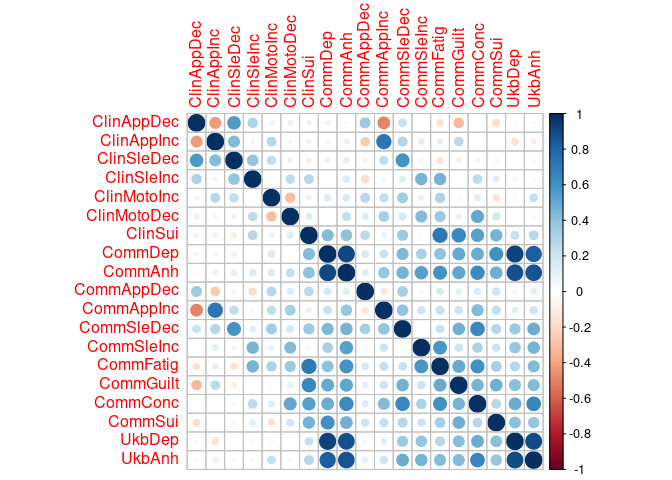 ClinAppDec
ClinAppInc
ClinSleDec
ClinSleInc
ClinMotoInc
ClinMotoDec
ClinSui
CommDep
CommAnh
CommAppDec
CommAppInc
CommSleDec
CommSleInc
CommFatig
CommGuilt
CommConc
CommSui
UkbDep
UkbAnh
ClinAppDec
ClinAppInc
ClinSleDec
ClinSleInc
ClinMotoInc
ClinMotoDec
ClinSui
CommDep
CommAnh
CommAppDec
CommAppInc
CommSleDec
CommSleInc
CommFatig
CommGuilt
CommConc
CommSui
UkbDep
UkbAnh
1
0.8
0.6
0.4
0.2
0
-0.2
-0.4
-0.6
-0.8
-1